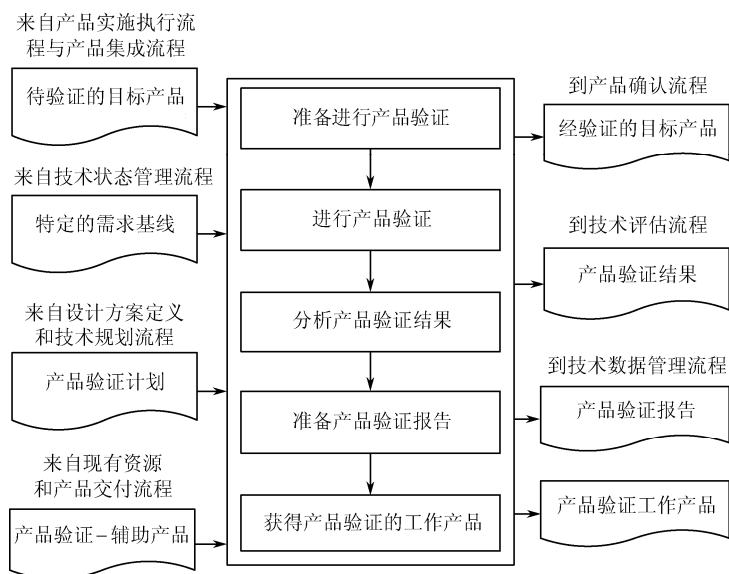 来自产品实施执行流
程与产品集成流程
待验证的目标产品
来自技术状态管理流程
特定的需求基线
来自设计方案定义
和技术规划流程
产品验证计划
来自现有资源
和产品交付流程
产品验证-辅助产品
准备进行产品验证
进行产品验证
分析产品验证结果
准备产品验证报告
获得产品验证的工作产品
到产品确认流程
经验证的目标产品
到技术评估流程
产品验证结果
到技术数据管理流程
产品验证报告
产品验证工作产品